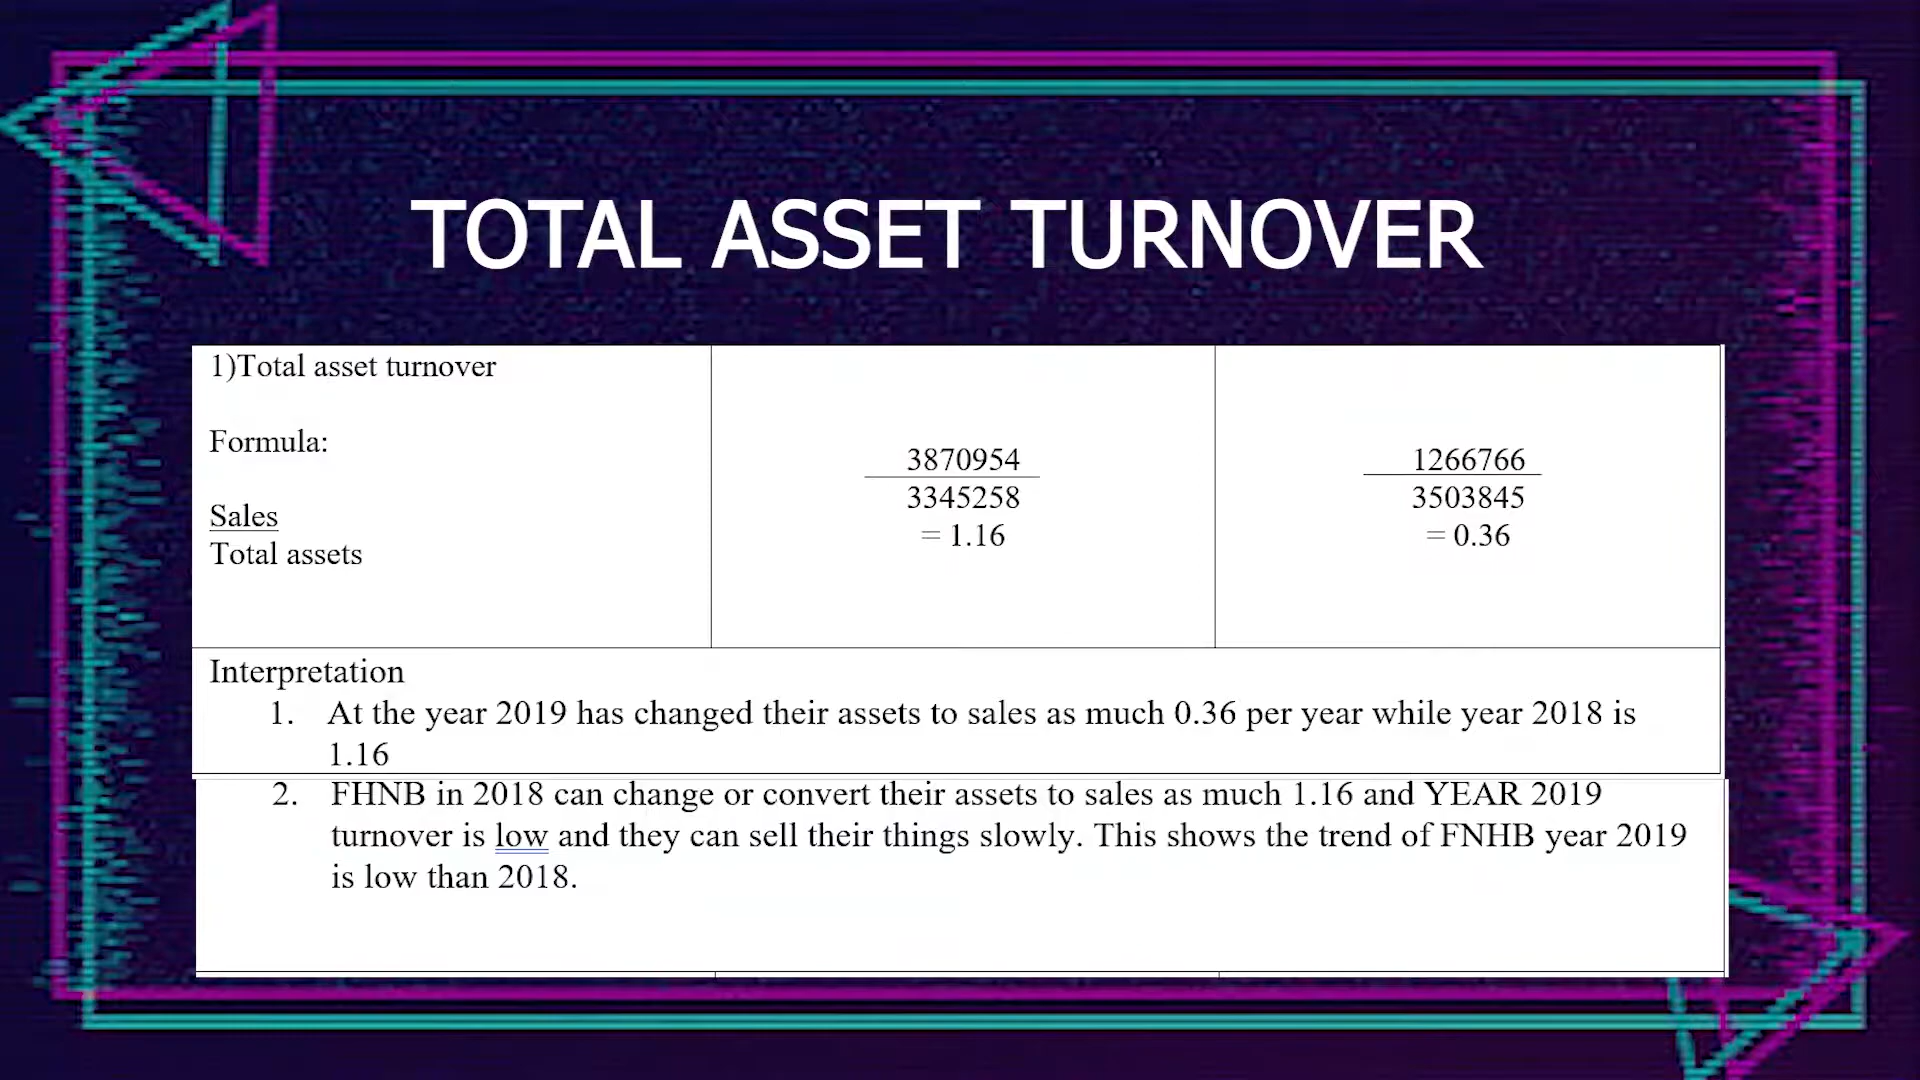 TOTAL ASSET TURNOVER
1)Total asset turnover
Formula:
Sales
Total assets
3870954
3345258
= 1.16
1266766
3503845
= 0.36
Interpretation
1. At the year 2019 has changed their assets to sales as much 0.36 per year while year 2018 is
1.16
2. FHNB in 2018 can change or convert their assets to sales as much 1.16 and YEAR 2019
turnover is low and they can sell their things slowly. This shows the trend of FNHB year 2019
is low than 2018.